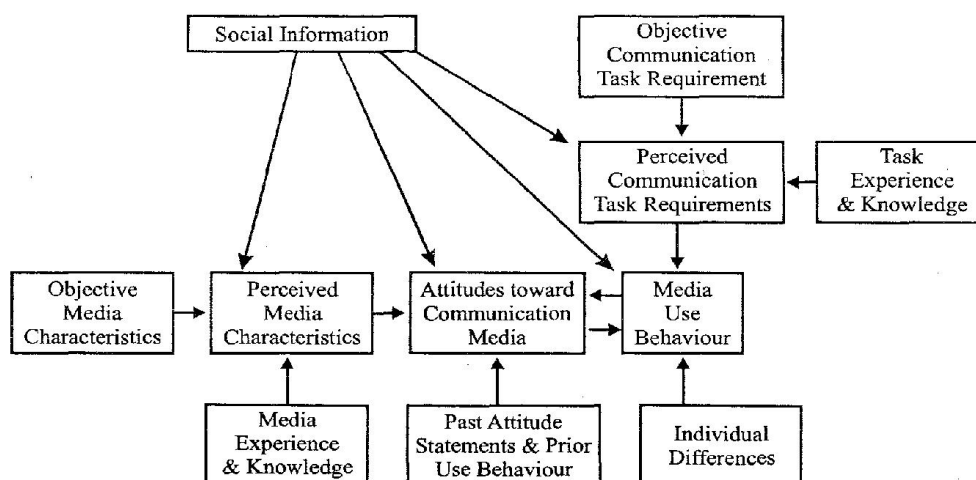 Social Information
Objective
Communication
Task Requirement
Perceived
Communication
Task Requirements
Task
Experience
& Knowledge
Objective
Media
Characteristics
Perceived
Media
Characteristics
Attitudes toward
Communication
Media
Media
Use
Behaviour
Media
Experience
& Knowledge
Past Attitude
Statements & Prior
Use Behaviour
Individual
Differences